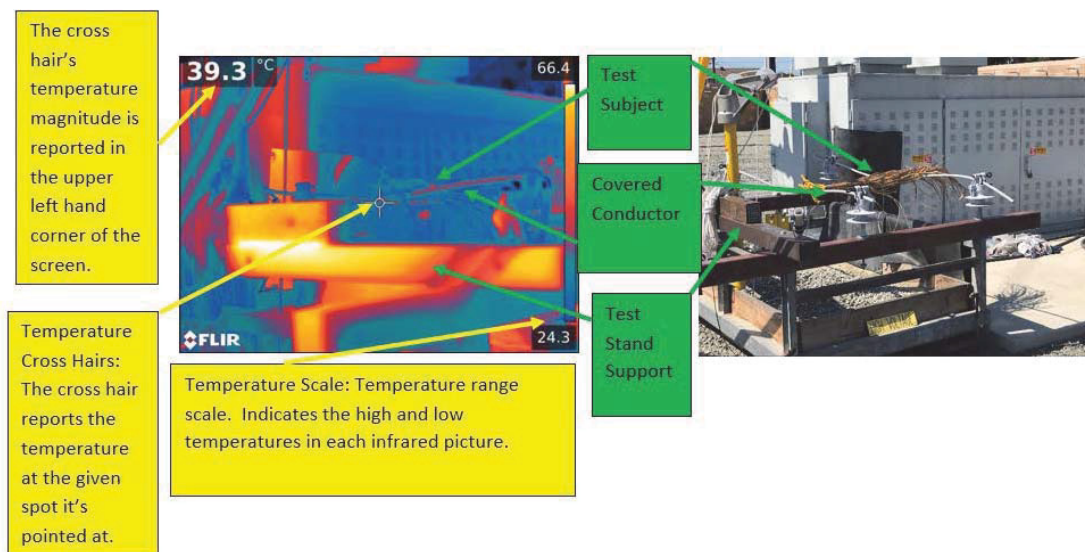 The cross
hair's
temperature
magnitude is
reported in
the upper
left hand
corner of the
screen.
39.3 °C
66.4
24.3
FLIR
Temperature
Cross Hairs:
The cross hair
reports the
temperature
at the given
spot it's
pointed at.
Temperature Scale: Temperature range
scale. Indicates the high and low
temperatures in each infrared picture.
Test
Subject
Covered
Conductor
Test
Stand
Support